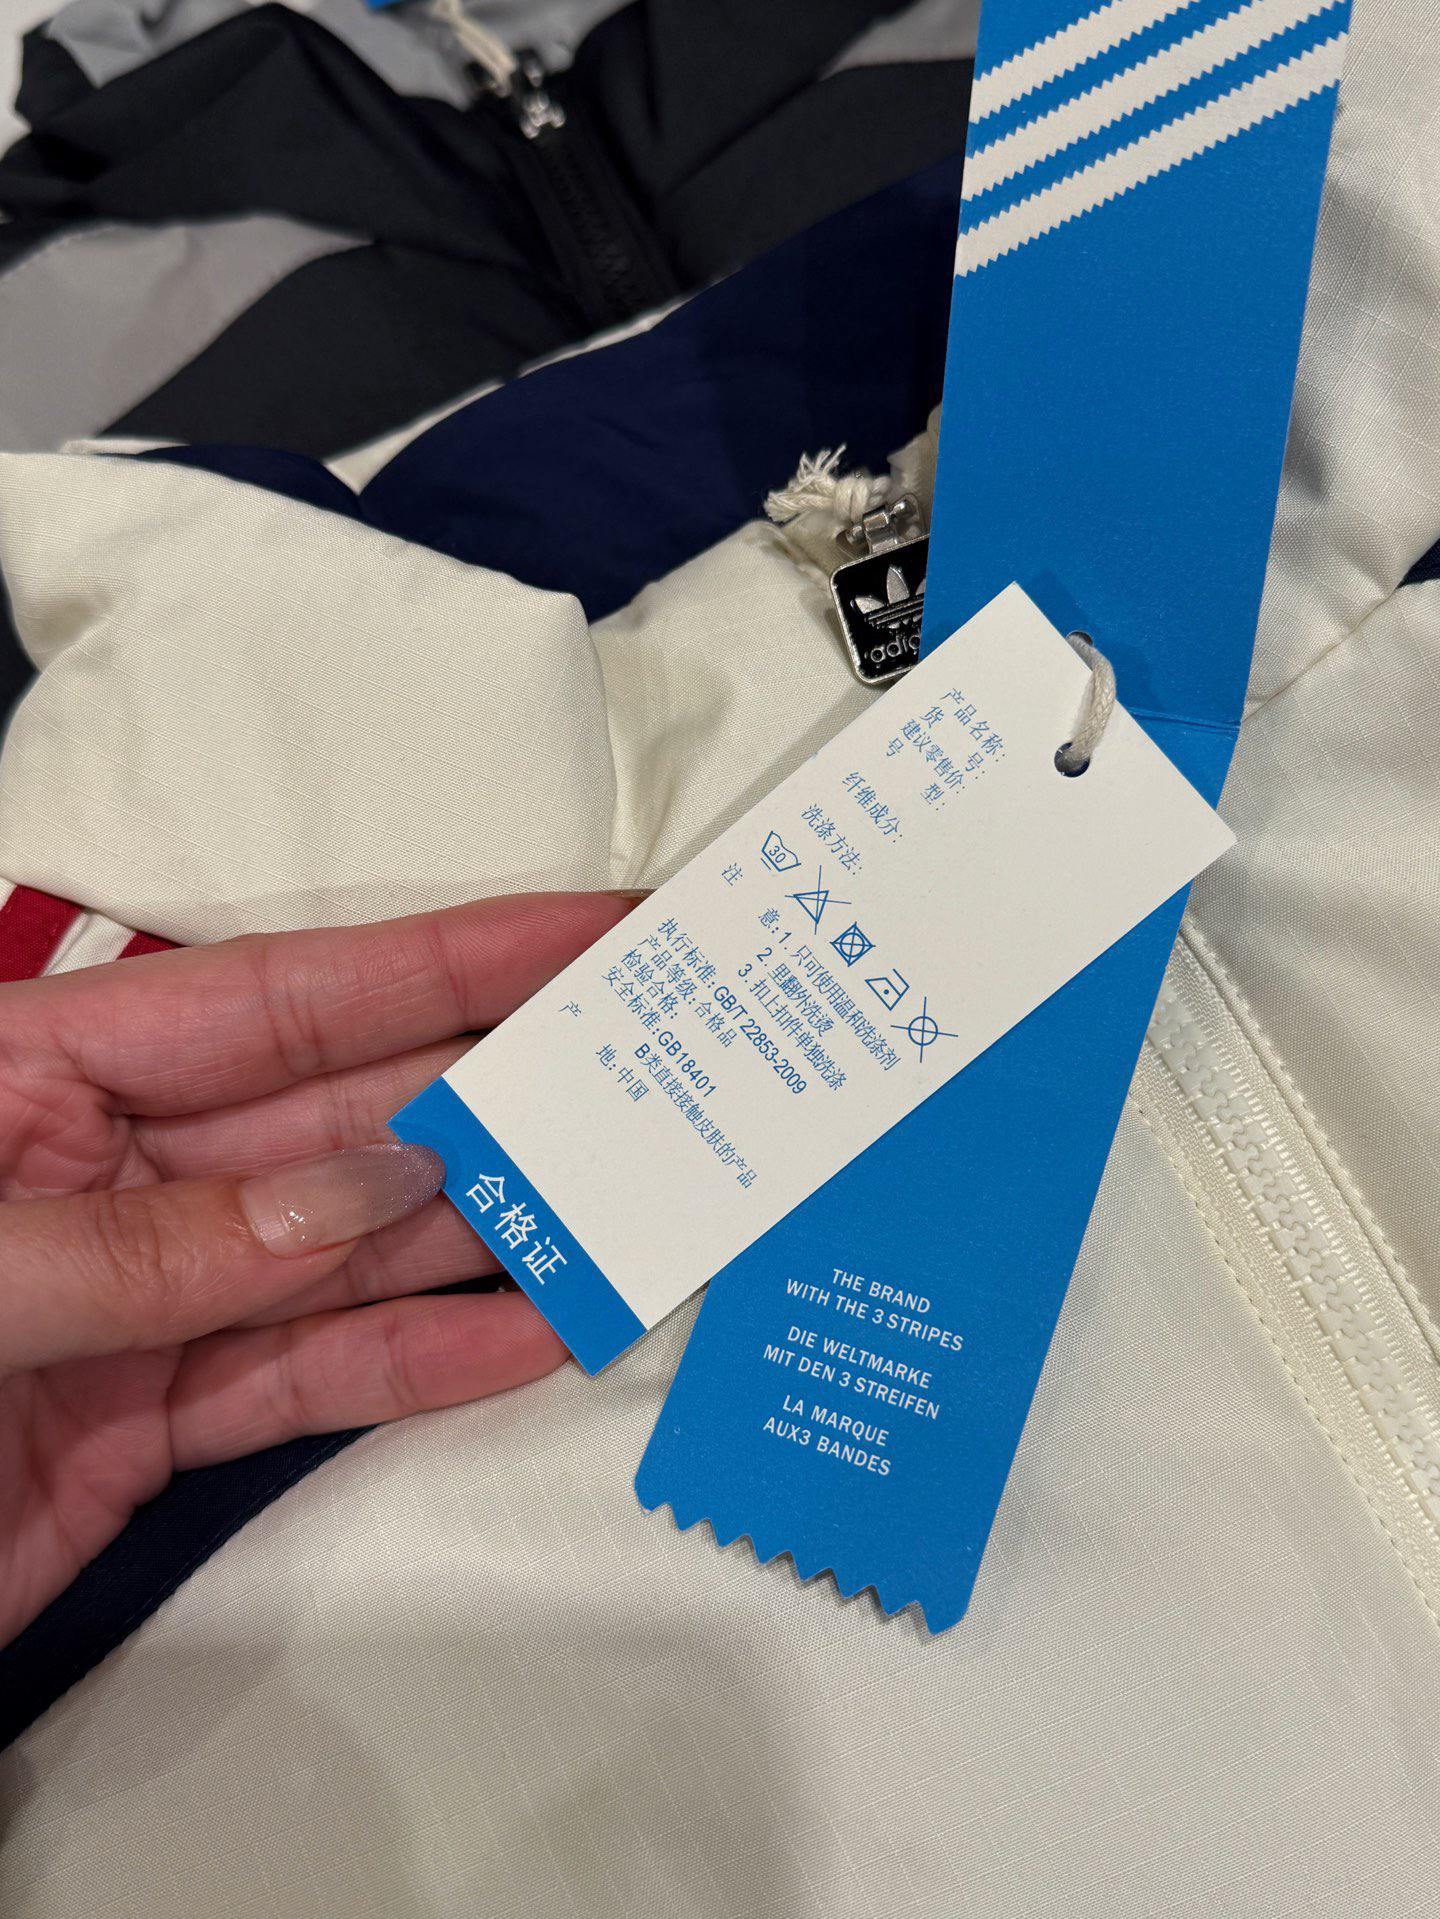 adi
产品名称:
货 号:
建议零售价:
号 型:
纤维成分:
洗涤方法:
30
注 意:1. 只可使用温和洗涤剂
2. 里翻外洗烫
3. 扣上扣件单独洗涤
执行标准:GB/T 22853-2009
产品等级:合格品
检验合格:
安全标准:GB18401
B类直接接触皮肤的产品
产 地:中国
合格证
THE BRAND
WITH THE 3 STRIPES
DIE WELTMARKE
MIT DEN 3 STREIFEN
LA MARQUE
AUX3 BANDES